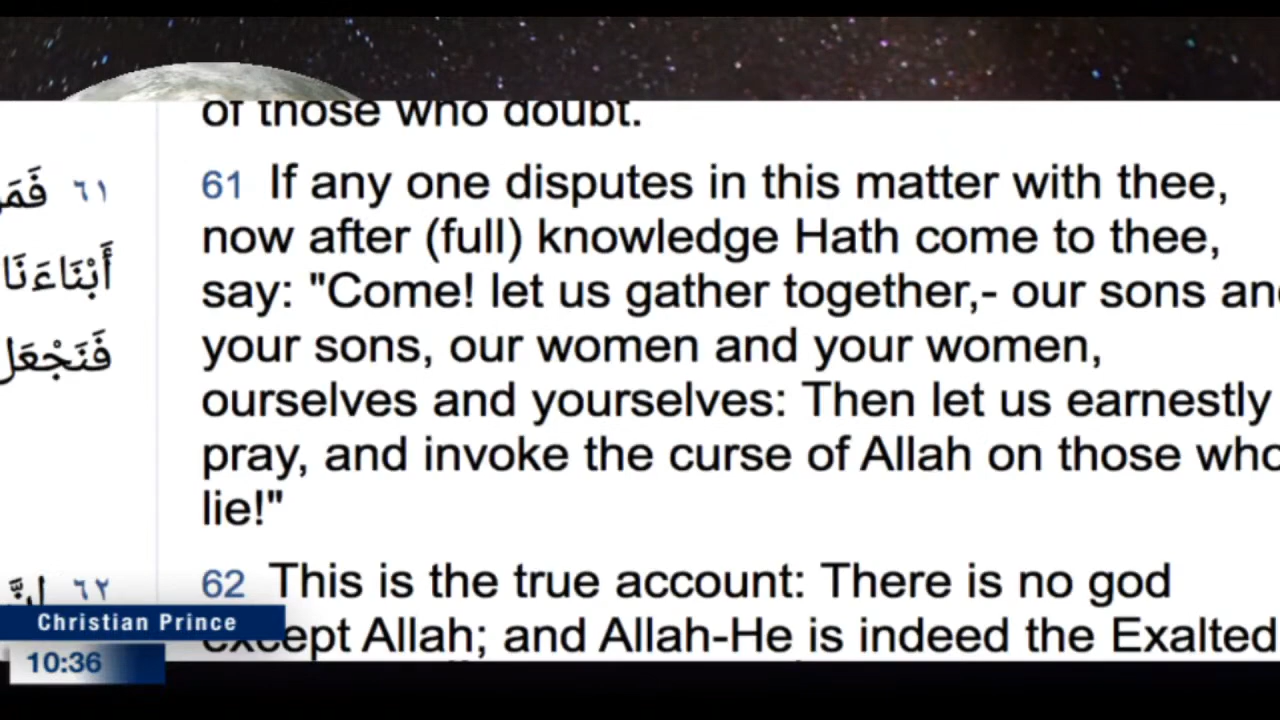 of those who doubt.
٦١ 61 If any one disputes in this matter with thee,
now after (full) knowledge Hath come to thee,
أَبْنَاءَنَا say: "Come! let us gather together,- our sons
your sons, our women and your women,
فَنَجْعَل ourselves and yourselves: Then let us earnestly
pray, and invoke the curse of Allah on those who
lie!"
٦٢ 62 This is the true account: There is no god
Christian Prince
except Allah; and Allah-He is indeed the Exalted
10:36